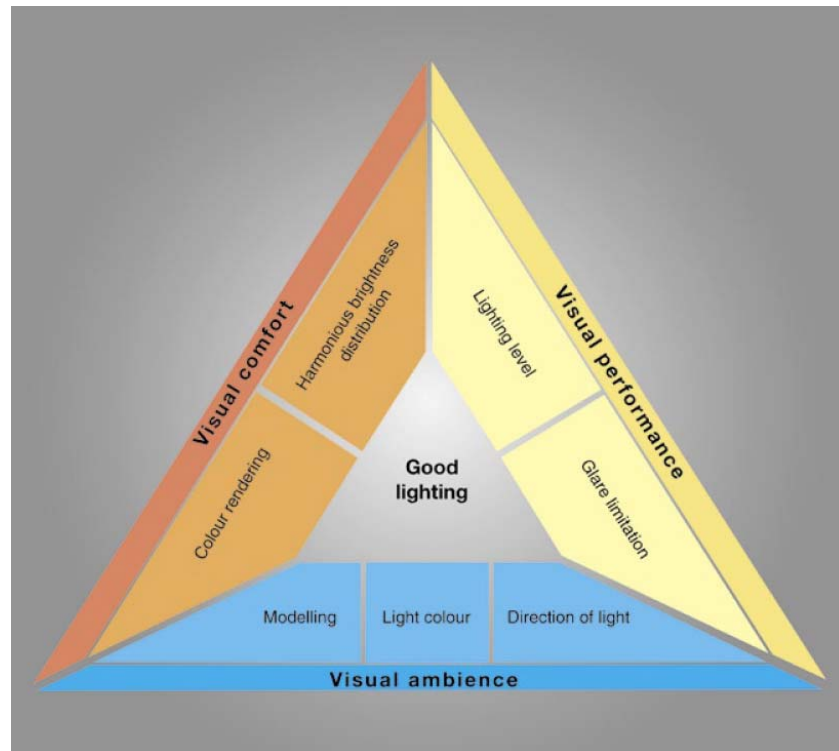 Visual comfort
Harmonious brightness
distribution
Colour rendering
Visual performance
Lighting level
Glare limitation
Good
lighting
Modelling
Light colour
Direction of light
Visual ambience